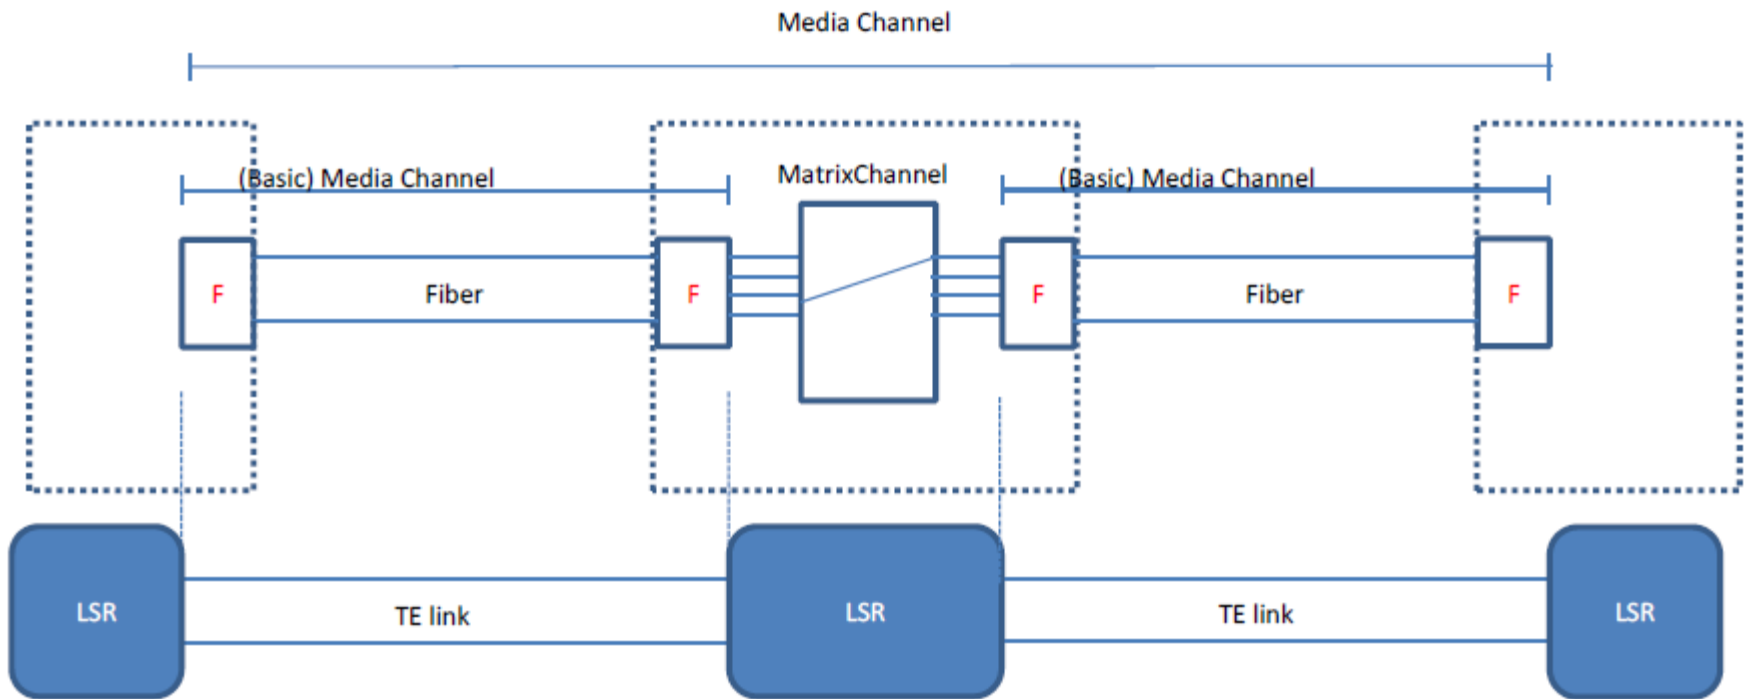 Media Channel
(Basic) Media Channel
MatrixChannel
(Basic) Media Channel
F
Fiber
F
F
Fiber
F
LSR
TE link
LSR
TE link
LSR